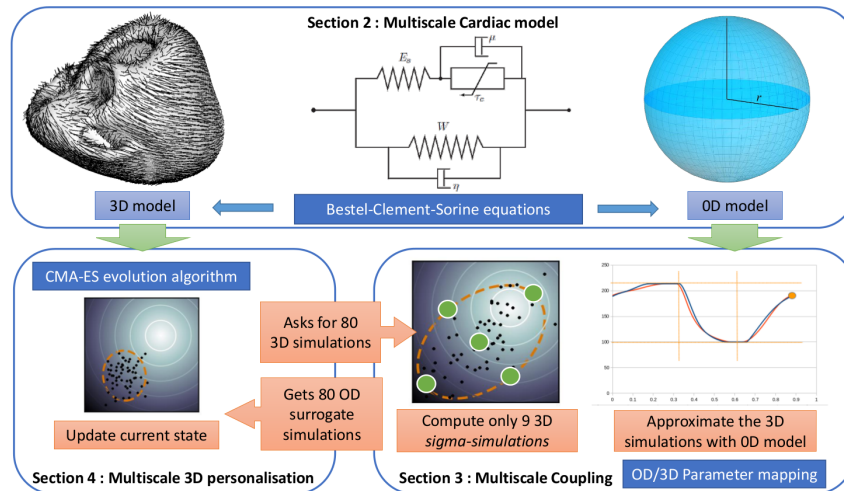 Section 2 : Multiscale Cardiac model
E_s
μ
τ_c
W
η
r
3D model
Bestel-Clement-Sorine equations
0D model
CMA-ES evolution algorithm
Asks for 80
3D simulations
Gets 80 OD
surrogate
simulations
Update current state
Section 4 : Multiscale 3D personalisation
Compute only 9 3D
sigma-simulations
250
200
150
100
50
0
0 0.1 0.2 0.3 0.4 0.5 0.6 0.7 0.8 0.9 1
Approximate the 3D
simulations with 0D model
Section 3 : Multiscale Coupling
OD/3D Parameter mapping